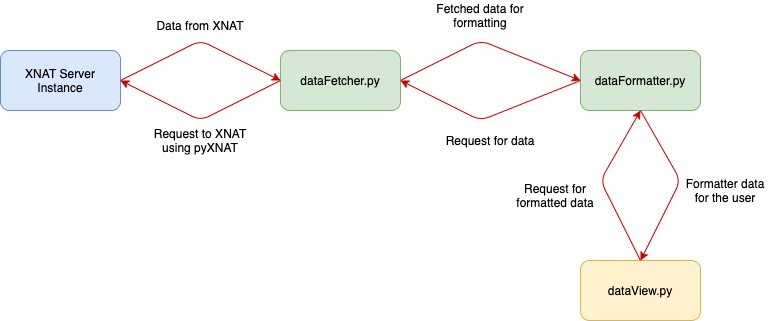 Data from XNAT
Fetched data for
formatting
XNAT Server
Instance
dataFetcher.py
dataFormatter.py
Request to XNAT
using pyXNAT
Request for data
Request for
formatted data
Formatter data
for the user
dataView.py